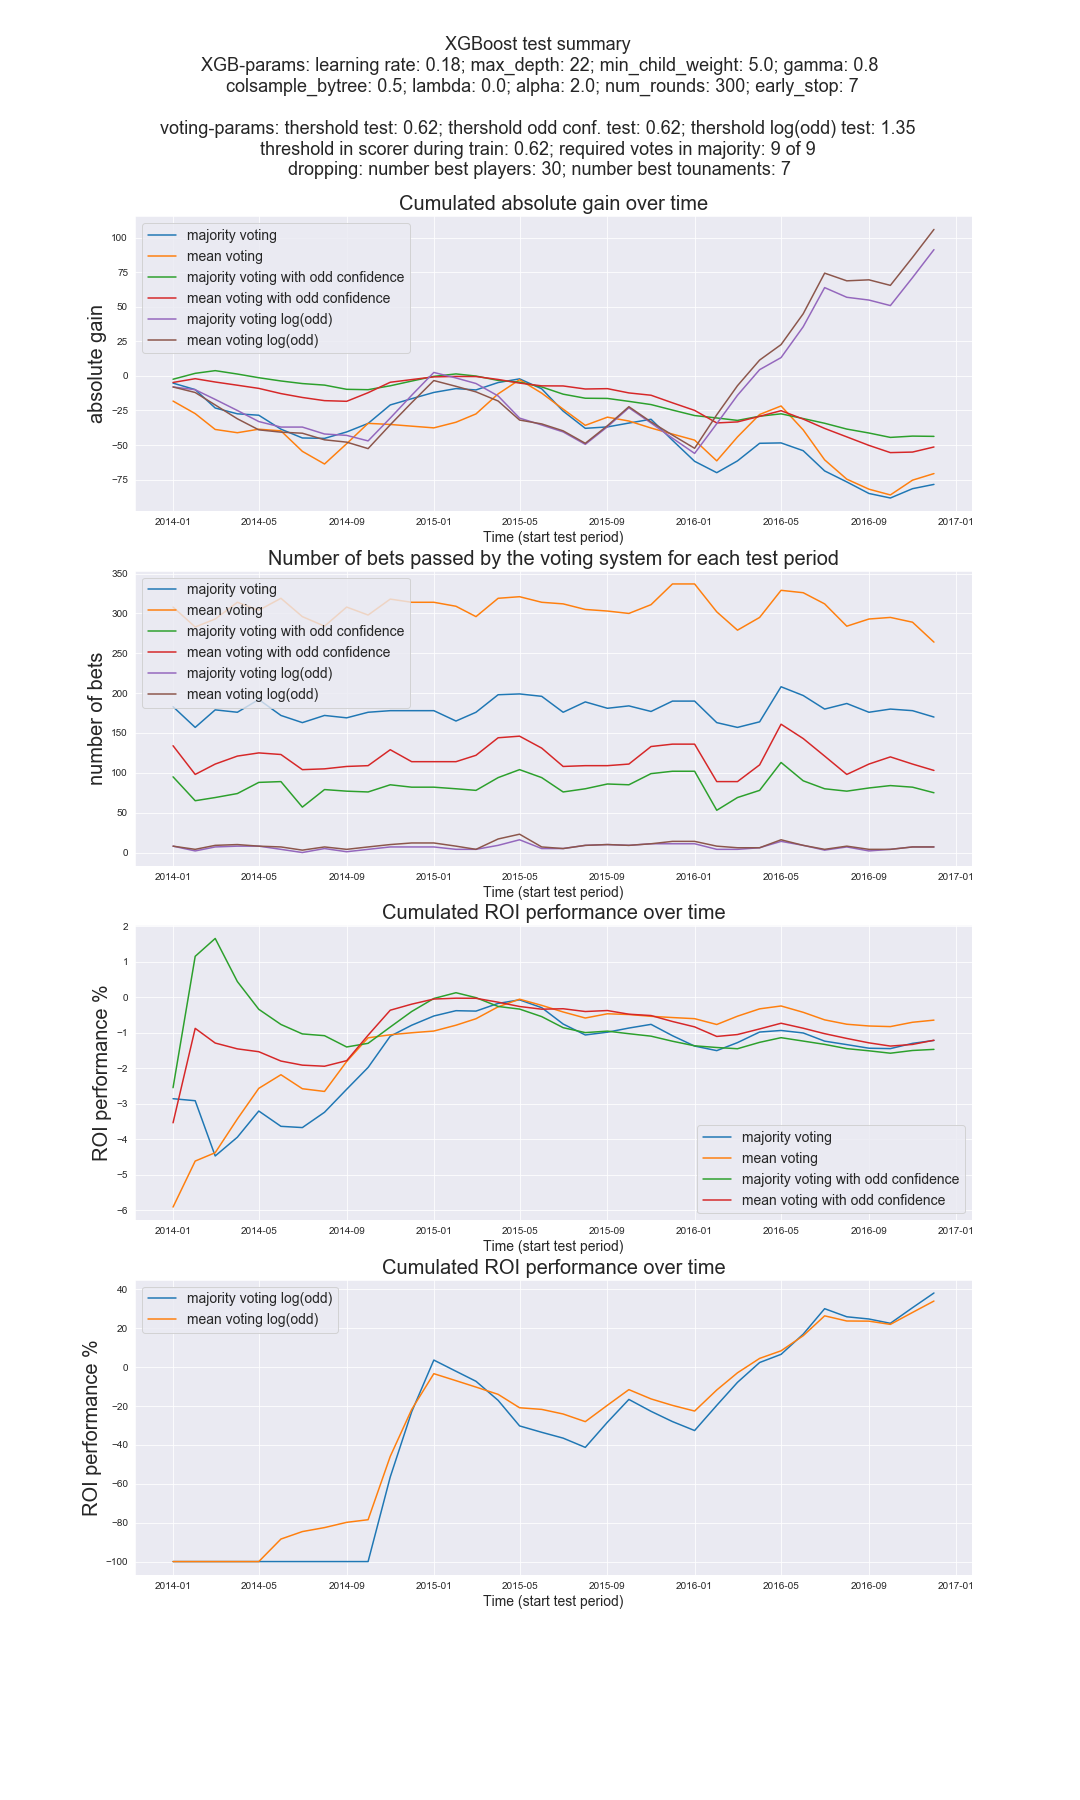 XGBoost test summary
XGB-params: learning rate: 0.18; max_depth: 22; min_child_weight: 5.0; gamma: 0.8
colsample_bytree: 0.5; lambda: 0.0; alpha: 2.0; num_rounds: 300; early_stop: 7
voting-params: thershold test: 0.62; thershold odd conf. test: 0.62; thershold log(odd) test: 1.35
threshold in scorer during train: 0.62; required votes in majority: 9 of 9
dropping: number best players: 30; number best tounaments: 7
Cumulated absolute gain over time
absolute gain
100
75
50
25
0
−25
−50
−75
majority voting
mean voting
majority voting with odd confidence
mean voting with odd confidence
majority voting log(odd)
mean voting log(odd)
2014-01 2014-05 2014-09 2015-01 2015-05 2015-09 2016-01 2016-05 2016-09 2017-01
Time (start test period)
Number of bets passed by the voting system for each test period
number of bets
350
300
250
200
150
100
50
0
majority voting
mean voting
majority voting with odd confidence
mean voting with odd confidence
majority voting log(odd)
mean voting log(odd)
2014-01 2014-05 2014-09 2015-01 2015-05 2015-09 2016-01 2016-05 2016-09 2017-01
Time (start test period)
Cumulated ROI performance over time
ROI performance %
2
1
0
−1
−2
−3
−4
−5
−6
majority voting
mean voting
majority voting with odd confidence
mean voting with odd confidence
2014-01 2014-05 2014-09 2015-01 2015-05 2015-09 2016-01 2016-05 2016-09 2017-01
Time (start test period)
Cumulated ROI performance over time
ROI performance %
40
20
0
−20
−40
−60
−80
−100
majority voting log(odd)
mean voting log(odd)
2014-01 2014-05 2014-09 2015-01 2015-05 2015-09 2016-01 2016-05 2016-09 2017-01
Time (start test period)